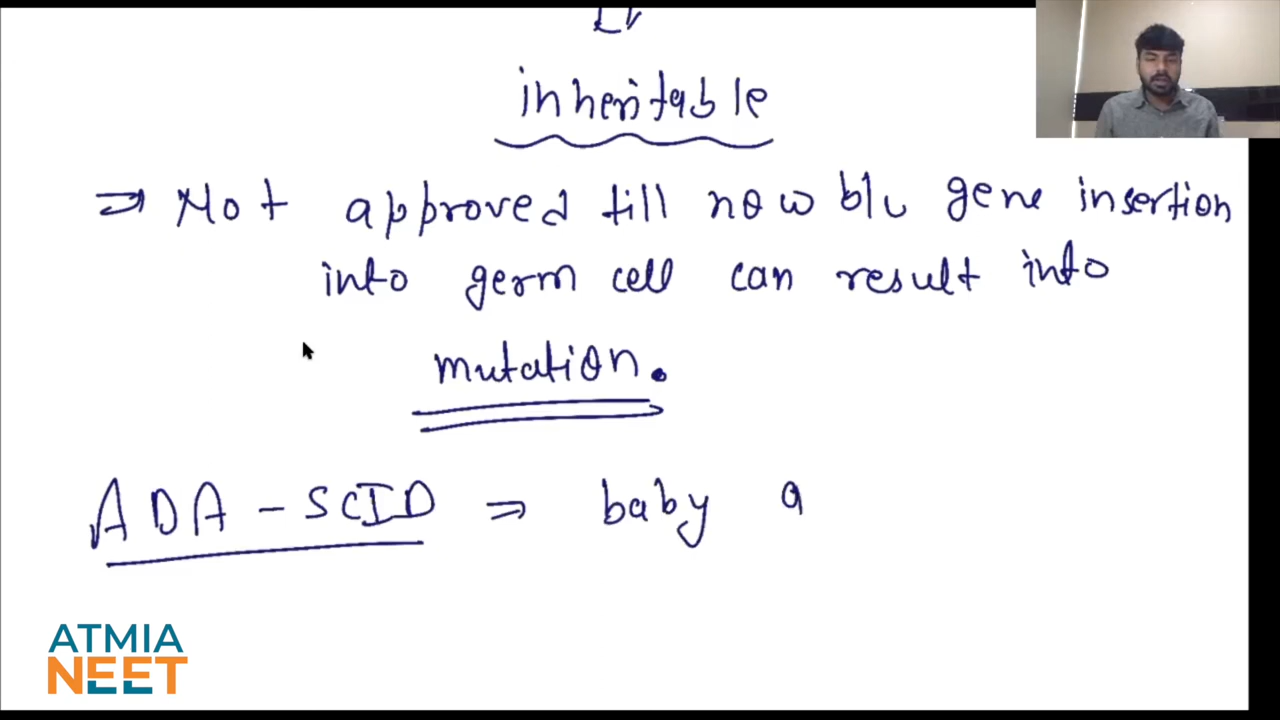 inheritable
⇒ Not approved till now b/c gene insertion
into germ cell can result into
mutation.
ADA - SCID ⇒ baby a
ATMIA
NEET